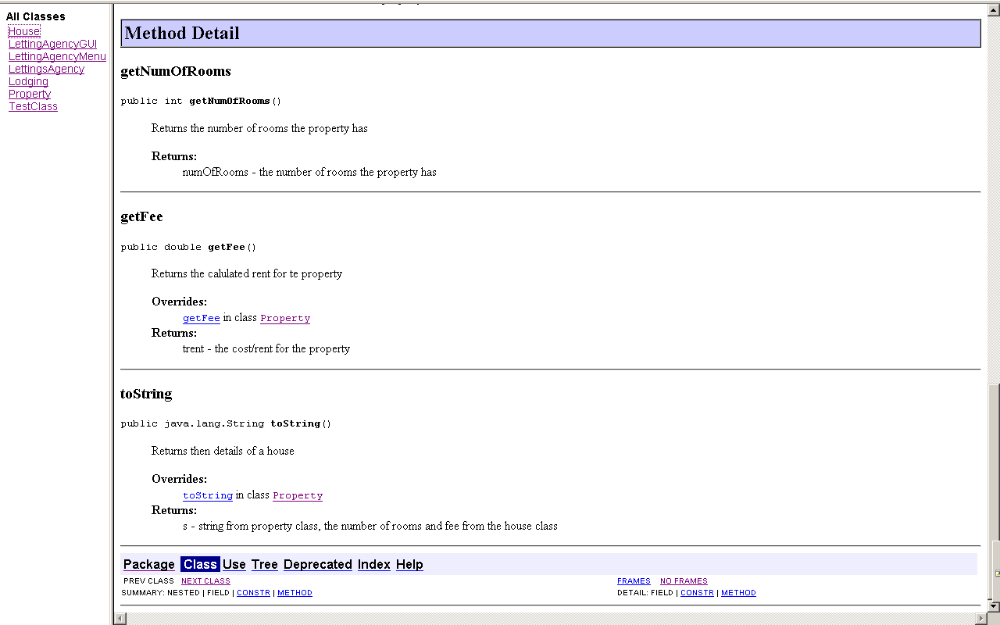 All Classes
House
LettingAgencyGUI
LettingAgencyMenu
LettingsAgency
Lodging
Property
TestClass
Method Detail
getNumOfRooms
public int getNumOfRooms()
Returns the number of rooms the property has
Returns:
numOfRooms - the number of rooms the property has
getFee
public double getFee()
Returns the calulated rent for te property
Overrides:
getFee in class Property
Returns:
trent - the cost/rent for the property
toString
public java.lang.String toString()
Returns then details of a house
Overrides:
toString in class Property
Returns:
s - string from property class, the number of rooms and fee from the house class
Package Class Use Tree Deprecated Index Help
PREV CLASS NEXT CLASS FRAMES NO FRAMES
SUMMARY: NESTED | FIELD | CONSTR | METHOD DETAIL: FIELD | CONSTR | METHOD